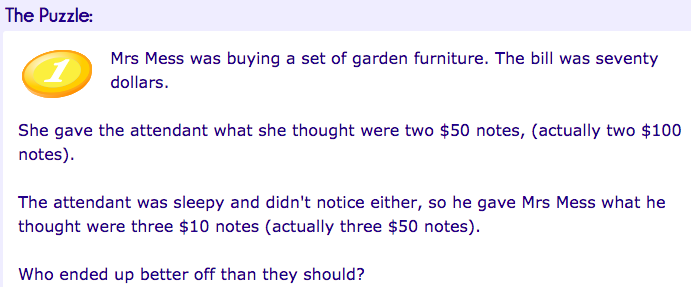 The Puzzle:
1
Mrs Mess was buying a set of garden furniture. The bill was seventy
dollars.
She gave the attendant what she thought were two $50 notes, (actually two $100
notes).
The attendant was sleepy and didn't notice either, so he gave Mrs Mess what he
thought were three $10 notes (actually three $50 notes).
Who ended up better off than they should?